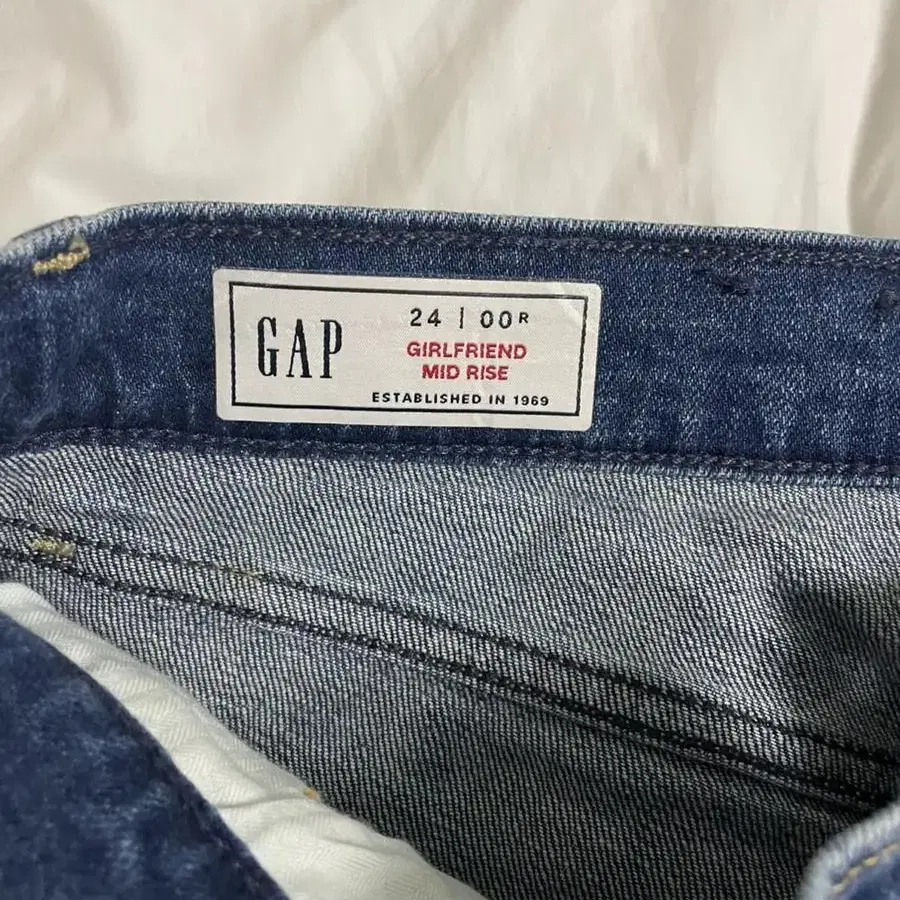 GAP
24 | 00R
GIRLFRIEND
MID RISE
ESTABLISHED IN 1969